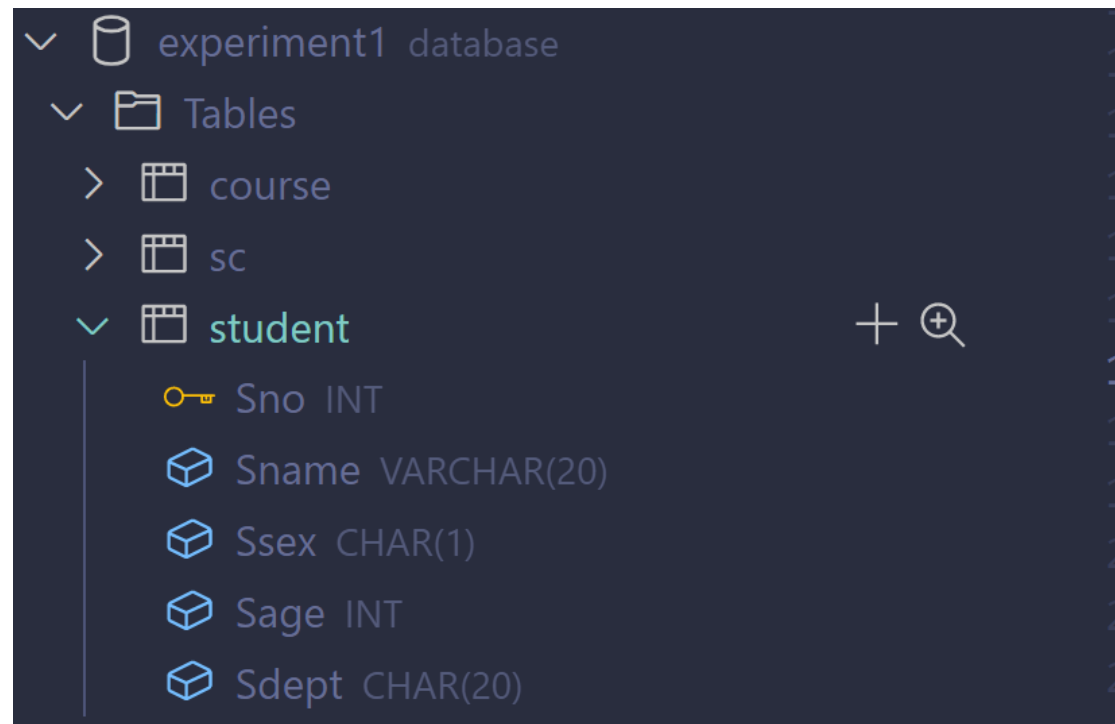 experiment1 database
Tables
course
sc
student
Sno INT
Sname VARCHAR(20)
Ssex CHAR(1)
Sage INT
Sdept CHAR(20)